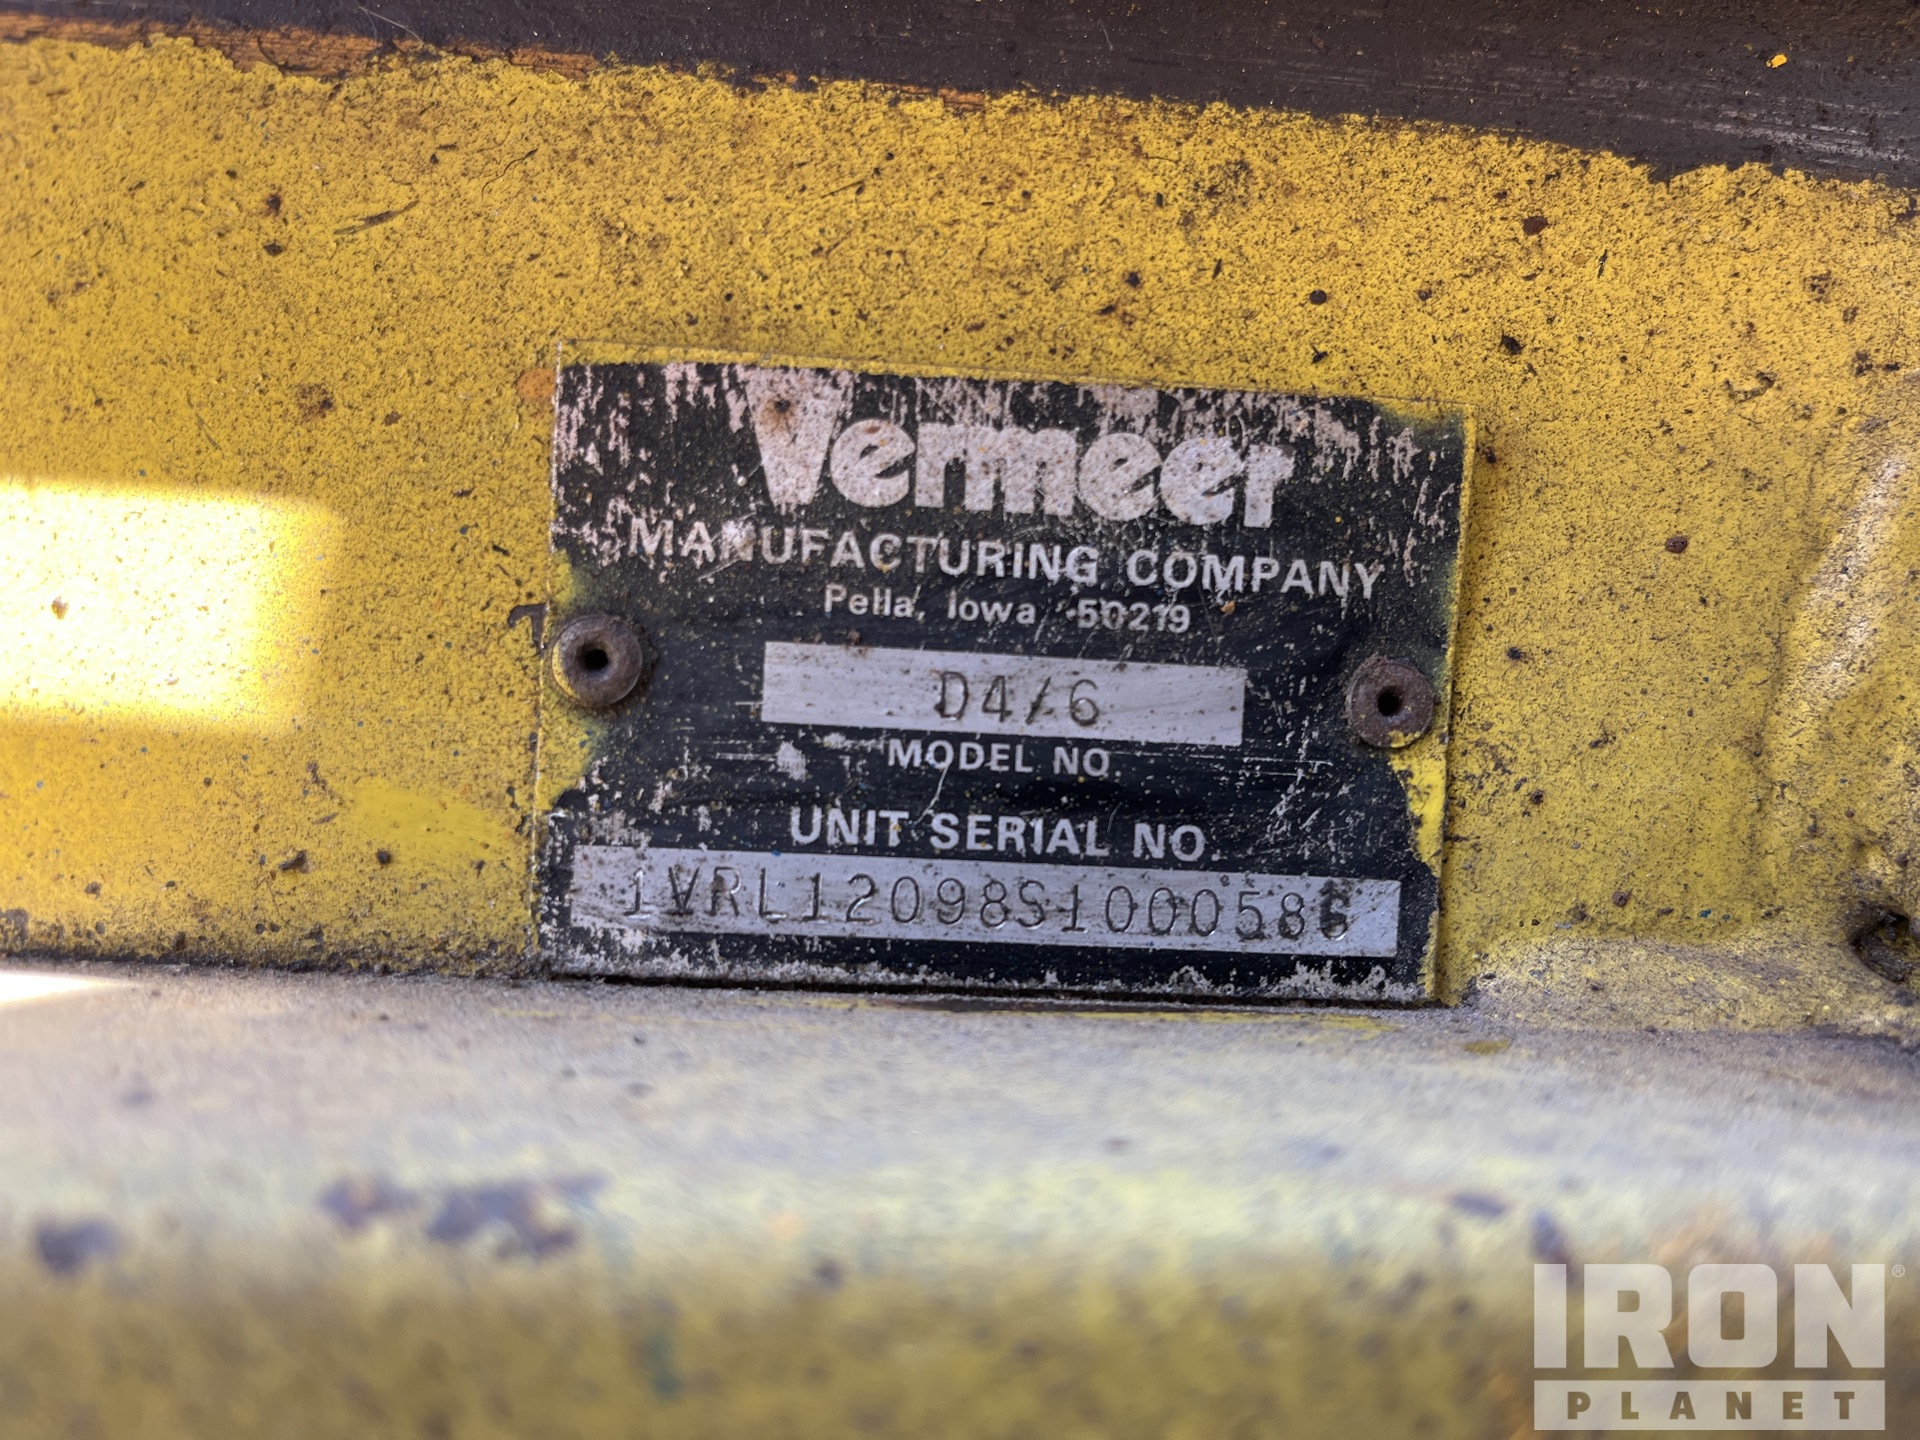 Vermeer
MANUFACTURING COMPANY
Pella, Iowa 50219
D4/6
MODEL NO.
UNIT SERIAL NO.
IRON®
PLANET